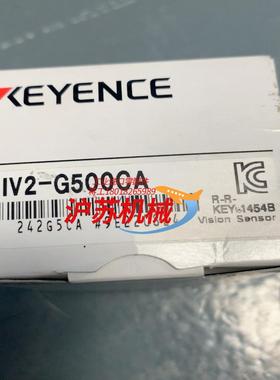 KEYENCE
IV2-G500CA
沪苏机械
R-R-
KEY-1454B
242G5CA
Vision Sensor